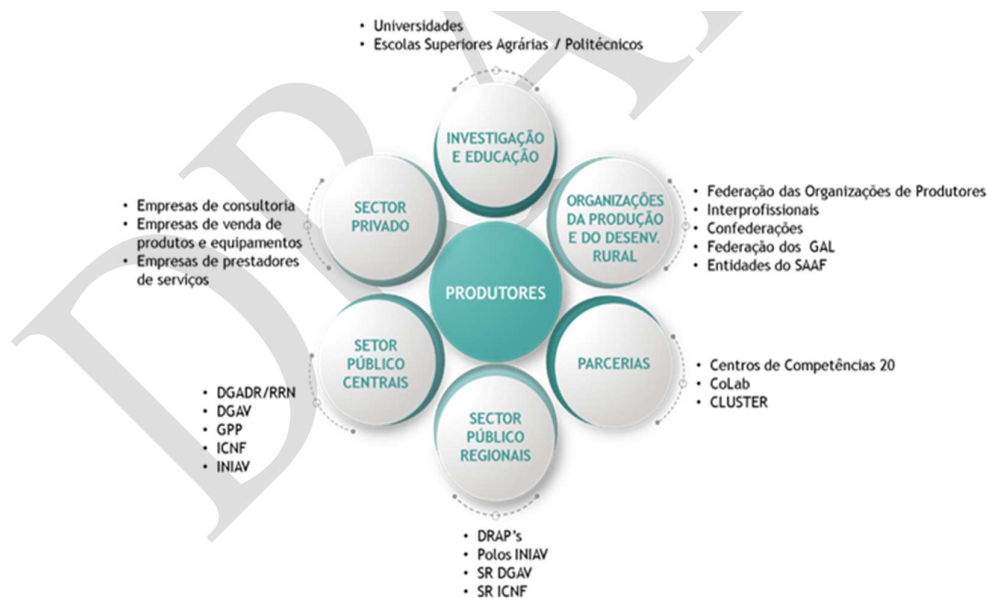 • Universidades
• Escolas Superiores Agrárias / Politécnicos
INVESTIGAÇÃO
E EDUCAÇÃO
SECTOR
PRIVADO
• Empresas de consultoria
• Empresas de venda de
produtos e equipamentos
• Empresas de prestadores
de serviços
ORGANIZAÇÕES
DA PRODUÇÃO
E DO DESENV.
RURAL
• Federação das Organizações de Produtores
• Interprofissionais
• Confederações
• Federação dos GAL
• Entidades do SAAF
PRODUTORES
SETOR
PÚBLICO
CENTRAIS
• DGADR/RRN
• DGAV
• GPP
• ICNF
• INIAV
PARCERIAS
• Centros de Competências 20
• CoLab
• CLUSTER
SECTOR
PÚBLICO
REGIONAIS
• DRAP's
• Polos INIAV
• SR DGAV
• SR ICNF